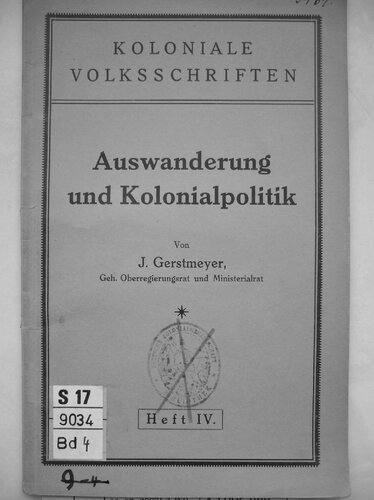 KOLONIALE
VOLKSSCHRIFTEN
Auswanderung
und Kolonialpolitik
Von
J. Gerstmeyer,
Geh. Oberregierungsrat und Ministerialrat
Heft IV.
S 17
9034
Bd 4